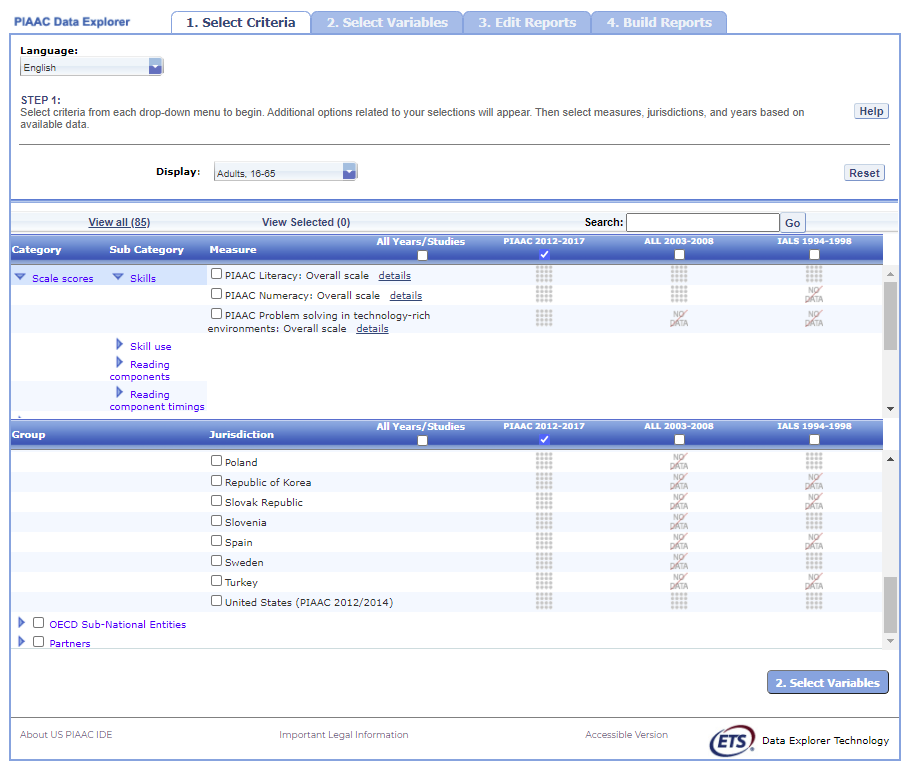 PIAAC Data Explorer
1. Select Criteria
2. Select Variables
3. Edit Reports
4. Build Reports
Language:
English
STEP 1:
Select criteria from each drop-down menu to begin. Additional options related to your selections will appear. Then select measures, jurisdictions, and years based on
available data.
Help
Display:
Adults, 16-65
Reset
View all (85)
View Selected (0)
Search:
Go
Category
Sub Category
Measure
All Years/Studies
PIAAC 2012-2017
ALL 2003-2008
IALS 1994-1998
Scale scores
Skills
PIAAC Literacy: Overall scale details
PIAAC Numeracy: Overall scale details
NO DATA
PIAAC Problem solving in technology-rich
environments: Overall scale details
NO DATA
NO DATA
Skill use
Reading
components
Reading
component timings
Group
Jurisdiction
All Years/Studies
PIAAC 2012-2017
ALL 2003-2008
IALS 1994-1998
Poland
NO DATA
Republic of Korea
NO DATA
NO DATA
Slovak Republic
NO DATA
NO DATA
Slovenia
NO DATA
Spain
NO DATA
NO DATA
Sweden
NO DATA
Turkey
NO DATA
NO DATA
United States (PIAAC 2012/2014)
OECD Sub-National Entities
Partners
2. Select Variables
About US PIAAC IDE
Important Legal Information
Accessible Version
ETS
Data Explorer Technology